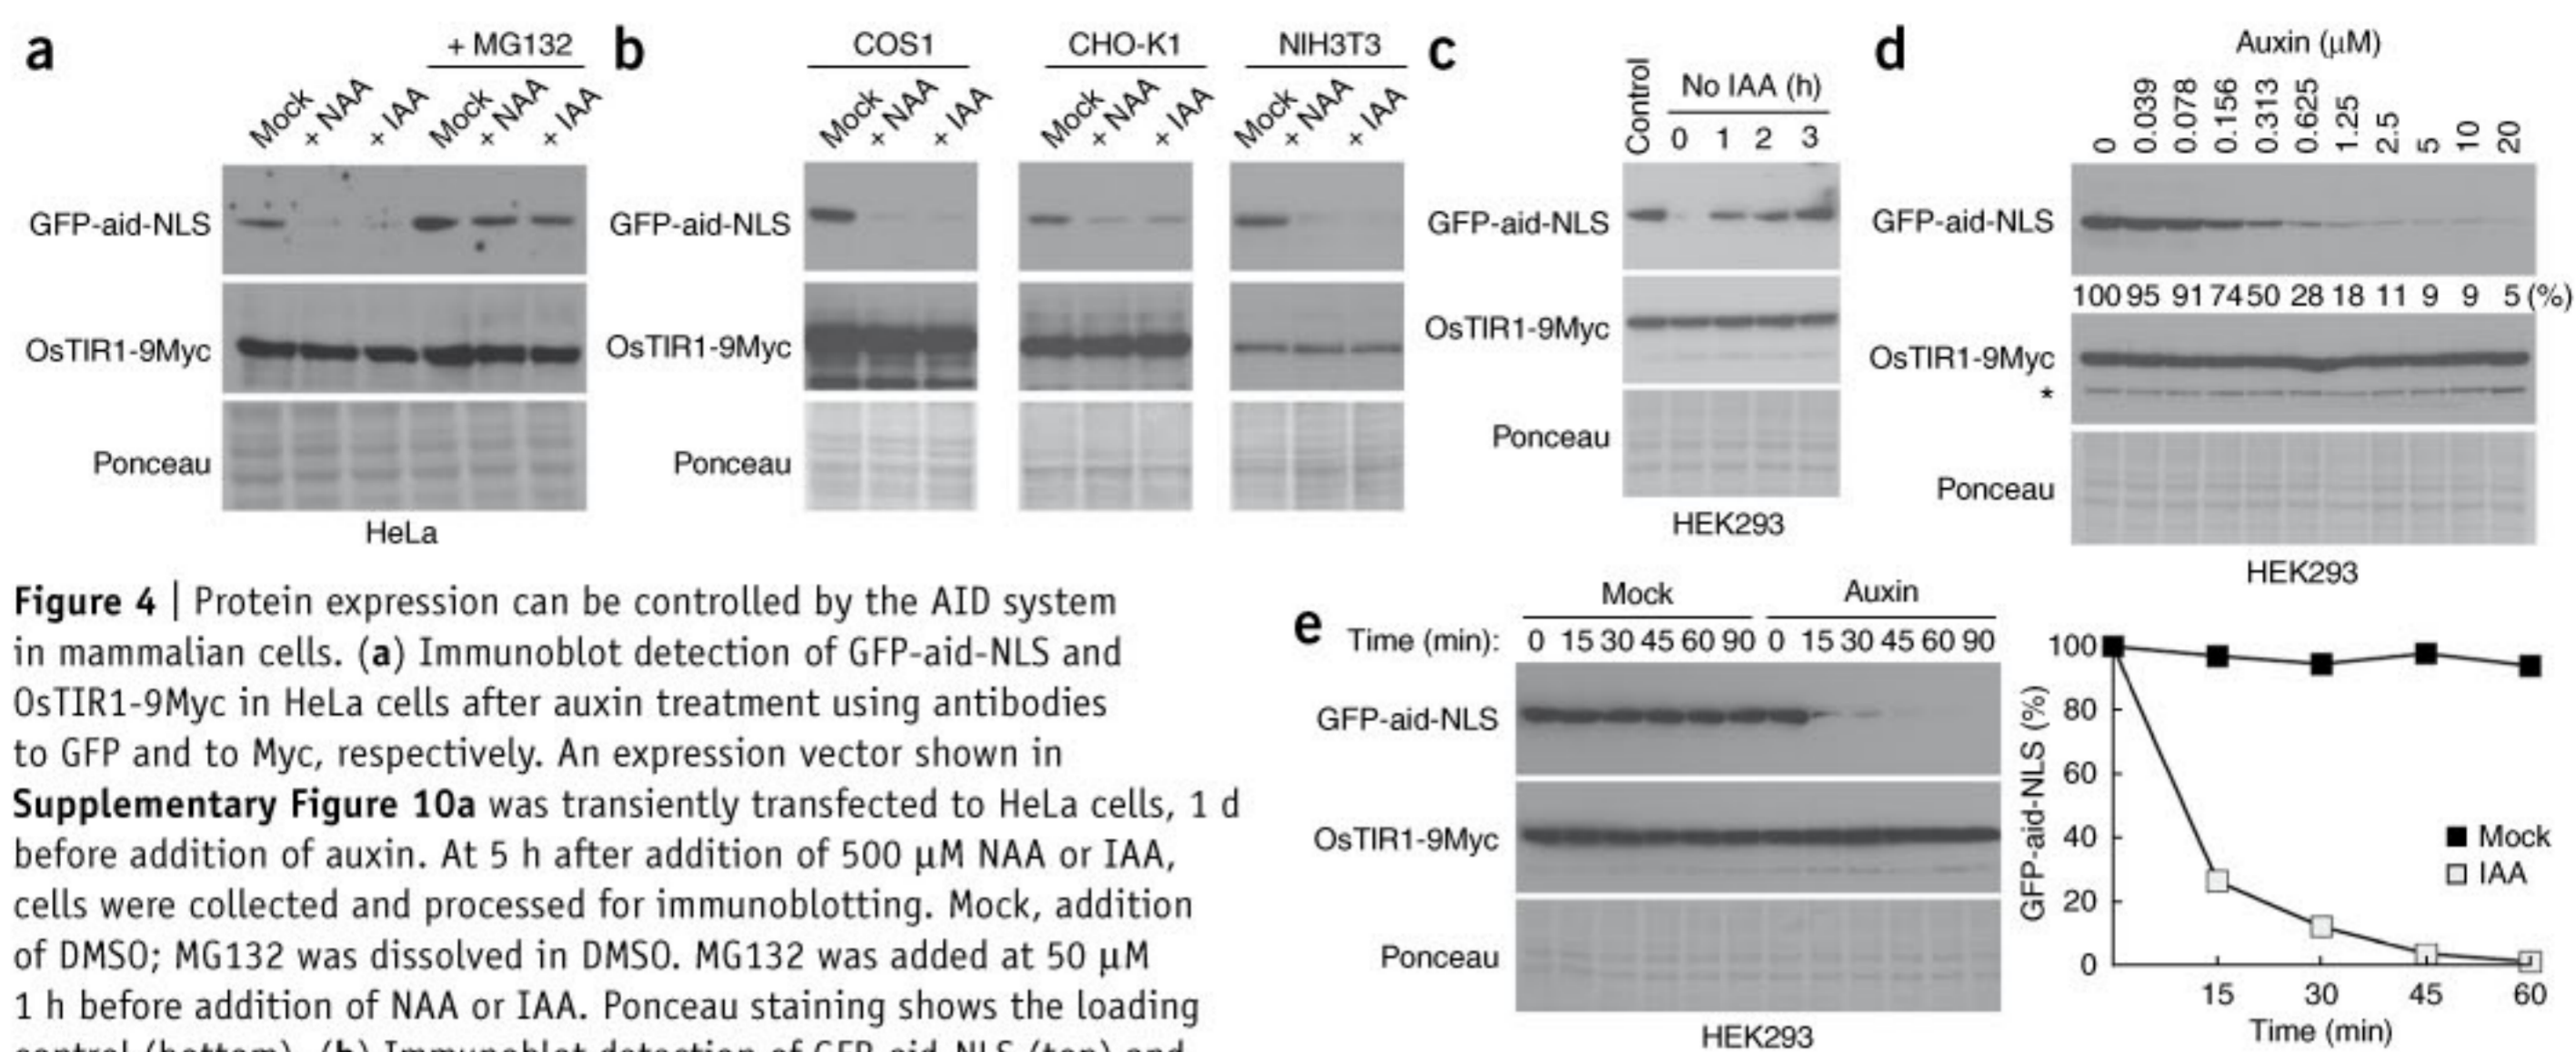 a
+ MG132
Mock
+ NAA
+ IAA
Mock
+ NAA
+ IAA
GFP-aid-NLS
OsTIR1-9Myc
Ponceau
HeLa
b
COS1
CHO-K1
NIH3T3
Mock
+ NAA
+ IAA
Mock
+ NAA
+ IAA
Mock
+ NAA
+ IAA
GFP-aid-NLS
OsTIR1-9Myc
Ponceau
c
Control
No IAA (h)
0 1 2 3
GFP-aid-NLS
OsTIR1-9Myc
Ponceau
HEK293
d
Auxin (μM)
0 0.039 0.078 0.156 0.313 0.625 1.25 2.5 5 10 20
GFP-aid-NLS
100 95 91 74 50 28 18 11 9 9 5 (%)
OsTIR1-9Myc
*
Ponceau
HEK293
Figure 4 | Protein expression can be controlled by the AID system
in mammalian cells. (a) Immunoblot detection of GFP-aid-NLS and
OsTIR1-9Myc in HeLa cells after auxin treatment using antibodies
to GFP and to Myc, respectively. An expression vector shown in
Supplementary Figure 10a was transiently transfected to HeLa cells, 1 d
before addition of auxin. At 5 h after addition of 500 μM NAA or IAA,
cells were collected and processed for immunoblotting. Mock, addition
of DMSO; MG132 was dissolved in DMSO. MG132 was added at 50 μM
1 h before addition of NAA or IAA. Ponceau staining shows the loading
control (bottom). (b) Immunoblot detection of GFP-aid-NLS (top) and
e
Mock
Auxin
Time (min): 0 15 30 45 60 90 0 15 30 45 60 90
GFP-aid-NLS
OsTIR1-9Myc
Ponceau
HEK293
GFP-aid-NLS (%)
100
80
60
40
20
0
15 30 45 60
Time (min)
Mock
IAA